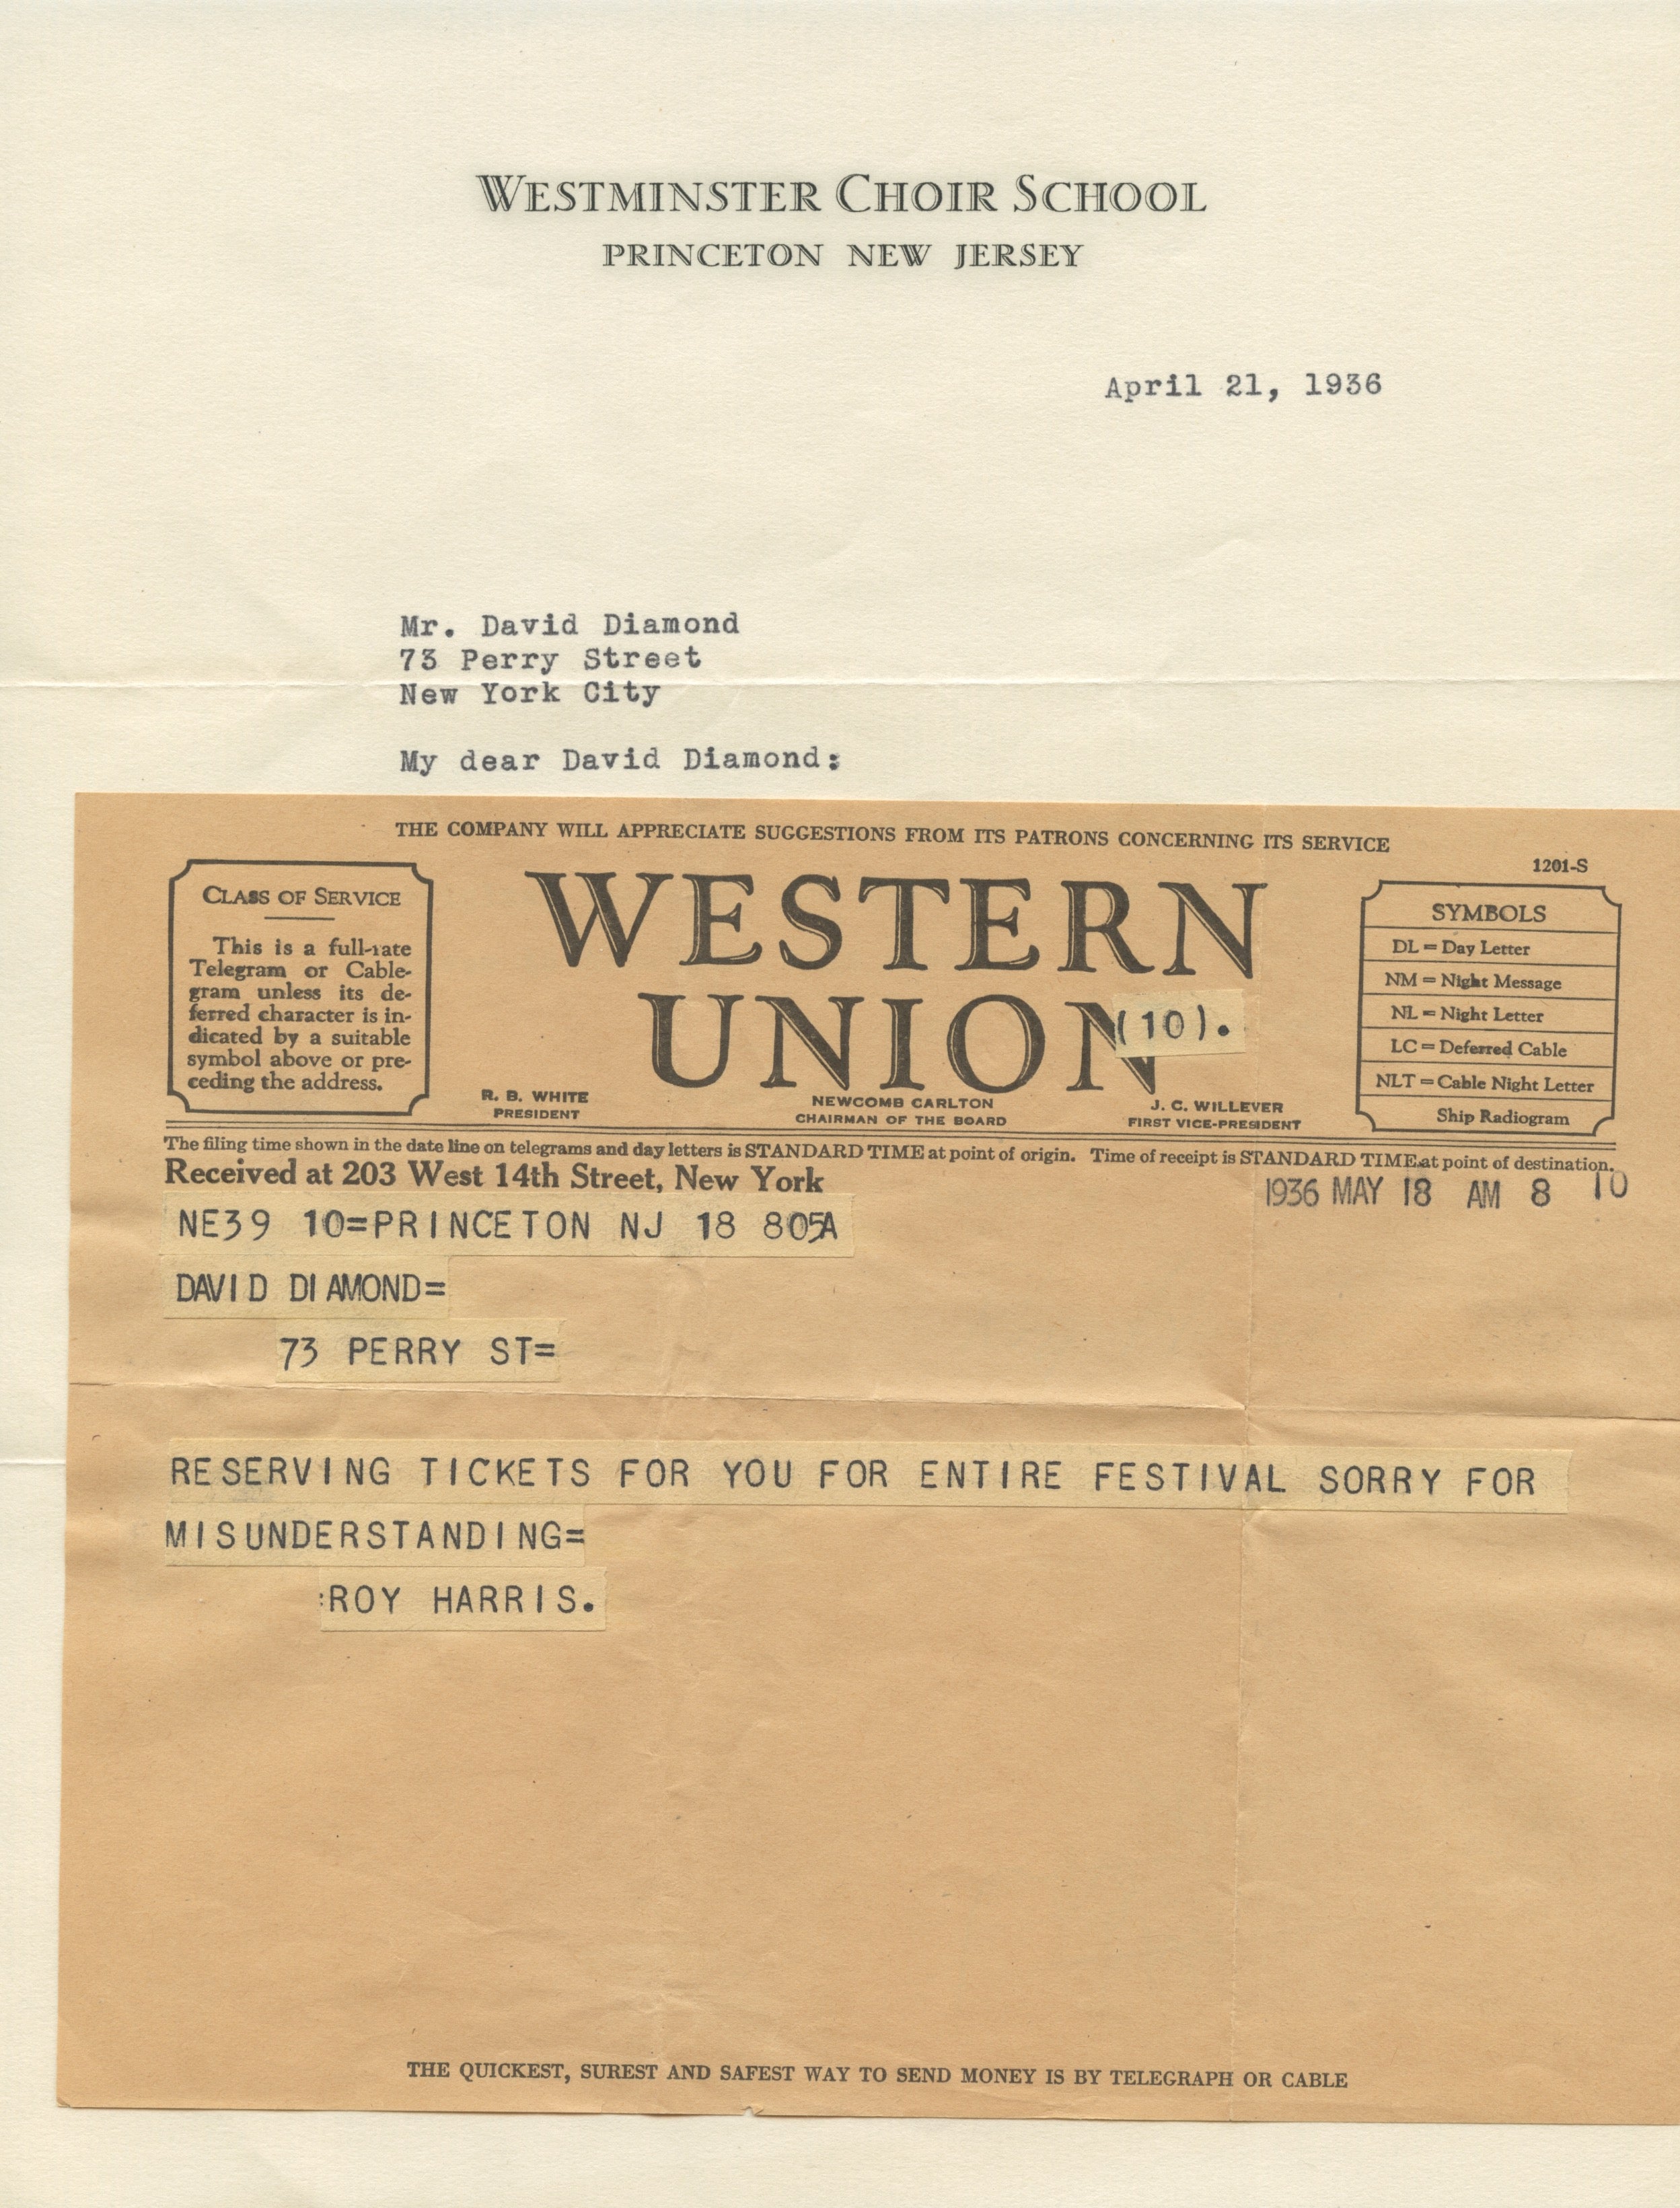 WESTMINSTER CHOIR SCHOOL
PRINCETON NEW JERSEY
April 21, 1936
Mr. David Diamond
73 Perry Street
New York City
My dear David Diamond:
THE COMPANY WILL APPRECIATE SUGGESTIONS FROM ITS PATRONS CONCERNING ITS SERVICE
1201-S
CLASS OF SERVICE
This is a full-rate
Telegram or Cable-
gram unless its de-
ferred character is in-
dicated by a suitable
symbol above or pre-
ceding the address.
WESTERN
UNION
(10).
R. B. WHITE
PRESIDENT
NEWCOMB CARLTON
CHAIRMAN OF THE BOARD
J. C. WILLEVER
FIRST VICE-PRESIDENT
SYMBOLS
DL = Day Letter
NM = Night Message
NL = Night Letter
LC = Deferred Cable
NLT = Cable Night Letter
Ship Radiogram
The filing time shown in the date line on telegrams and day letters is STANDARD TIME at point of origin. Time of receipt is STANDARD TIME at point of destination.
Received at 203 West 14th Street, New York
1936 MAY 18 AM 8 10
NE39 10=PRINCETON NJ 18 805A
DAVID DIAMOND=
73 PERRY ST=
RESERVING TICKETS FOR YOU FOR ENTIRE FESTIVAL SORRY FOR
MISUNDERSTANDING=
:ROY HARRIS.
THE QUICKEST, SUREST AND SAFEST WAY TO SEND MONEY IS BY TELEGRAPH OR CABLE